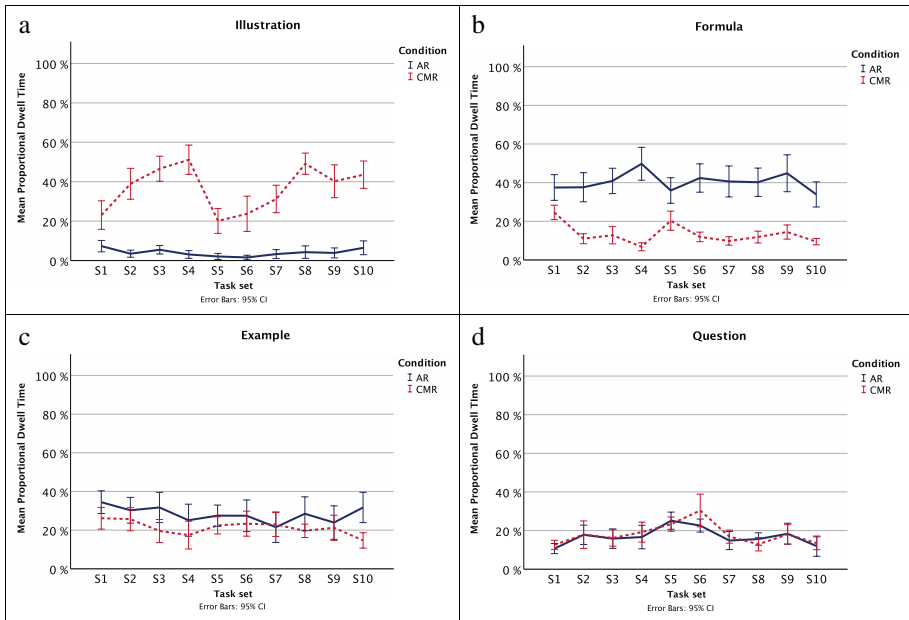 a
Illustration
Mean Proportional Dwell Time
100 %
80 %
60 %
40 %
20 %
0 %
S1 S2 S3 S4 S5 S6 S7 S8 S9 S10
Task set
Error Bars: 95% CI
Condition
AR
CMR
b
Formula
Mean Proportional Dwell Time
100 %
80 %
60 %
40 %
20 %
0 %
S1 S2 S3 S4 S5 S6 S7 S8 S9 S10
Task set
Error Bars: 95% CI
Condition
AR
CMR
c
Example
Mean Proportional Dwell Time
100 %
80 %
60 %
40 %
20 %
0 %
S1 S2 S3 S4 S5 S6 S7 S8 S9 S10
Task set
Error Bars: 95% CI
Condition
AR
CMR
d
Question
Mean Proportional Dwell TIme
100 %
80 %
60 %
40 %
20 %
0 %
S1 S2 S3 S4 S5 S6 S7 S8 S9 S10
Task set
Error Bars: 95% CI
Condition
AR
CMR